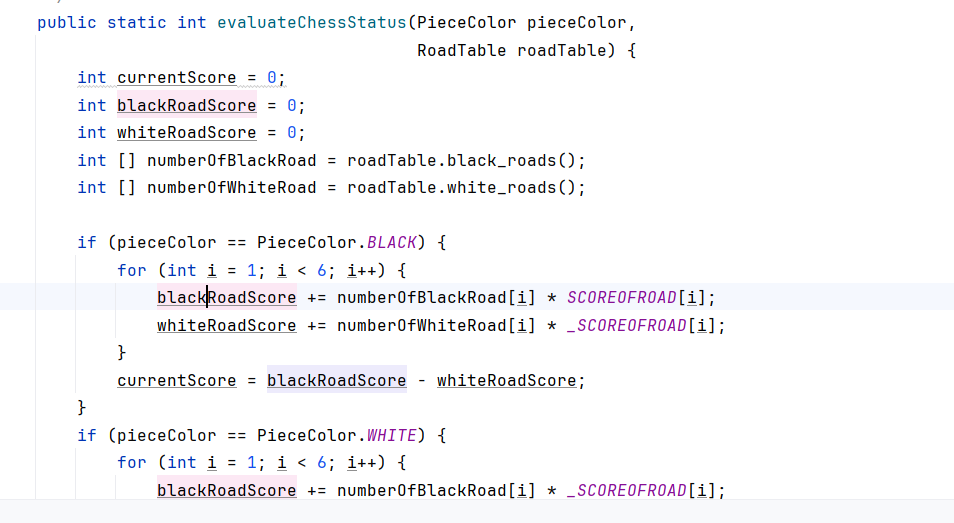 public static int evaluateChessStatus(PieceColor pieceColor,
RoadTable roadTable) {
int currentScore = 0;
int blackRoadScore = 0;
int whiteRoadScore = 0;
int [] numberOfBlackRoad = roadTable.black_roads();
int [] numberOfWhiteRoad = roadTable.white_roads();
if (pieceColor == PieceColor.BLACK) {
for (int i = 1; i < 6; i++) {
blackRoadScore += numberOfBlackRoad[i] * SCOREOFROAD[i];
whiteRoadScore += numberOfWhiteRoad[i] * _SCOREOFROAD[i];
}
currentScore = blackRoadScore - whiteRoadScore;
}
if (pieceColor == PieceColor.WHITE) {
for (int i = 1; i < 6; i++) {
blackRoadScore += numberOfBlackRoad[i] * _SCOREOFROAD[i];